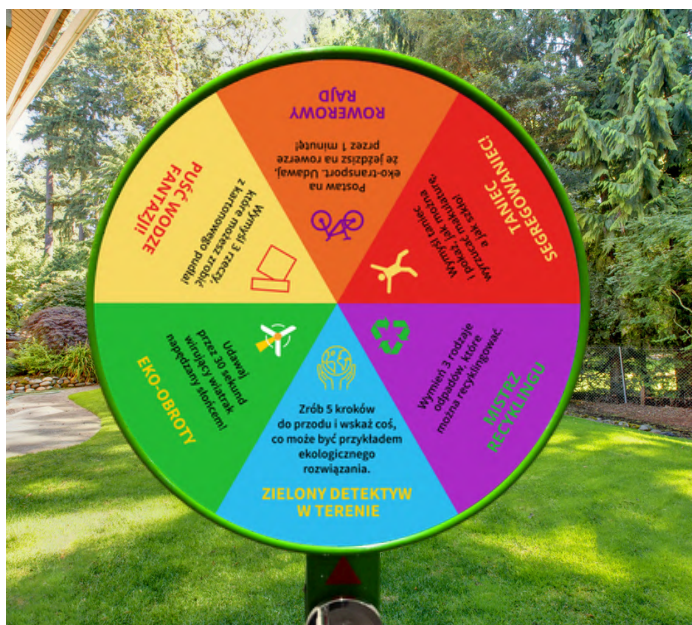 ROWEROWY
RAJD
Postaw na
eko-transport. Udawaj,
że jeździsz na rowerze
przez 1 minutę!
TANIEC
SEGREGOWANIEC!
Wymyśl taniec
i pokaż, jak można
wyrzucać makulaturę,
a jak szkło!
MISTRZ
RECYKLINGU
Wymień 3 rodzaje
odpadów, które
można recyklingować.
Zrób 5 kroków
do przodu i wskaż coś,
co może być przykładem
ekologicznego
rozwiązania.
ZIELONY DETEKTYW
W TERENIE
Udawaj
przez 30 sekund
wirujący wiatrak
napędzany słońcem!
EKO-OBROTY
PUŚĆ WODZE
FANTAZJI!
Wymyśl 3 rzeczy,
które możesz zrobić
z kartonowego pudła!